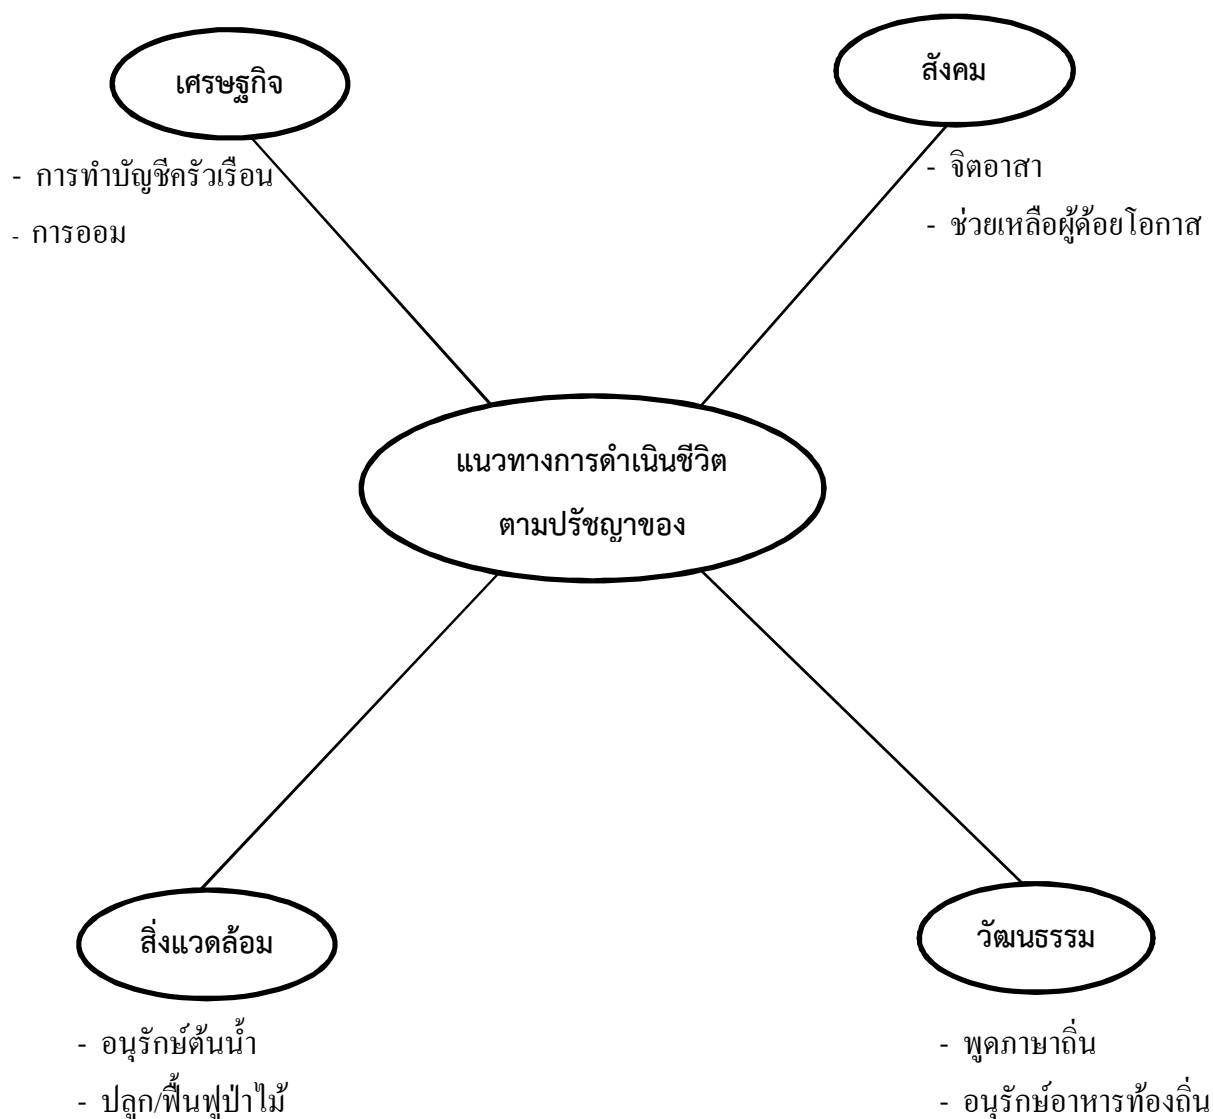 เศรษฐกิจ
- การทำบัญชีครัวเรือน
- การออม
สังคม
- จิตอาสา
- ช่วยเหลือผู้ด้อยโอกาส
แนวทางการดำเนินชีวิต
ตามปรัชญาของ
สิ่งแวดล้อม
- อนุรักษ์ต้นน้ำ
- ปลูก/ฟื้นฟูป่าไม้
วัฒนธรรม
- พูดภาษาถิ่น
- อนุรักษ์อาหารท้องถิ่น